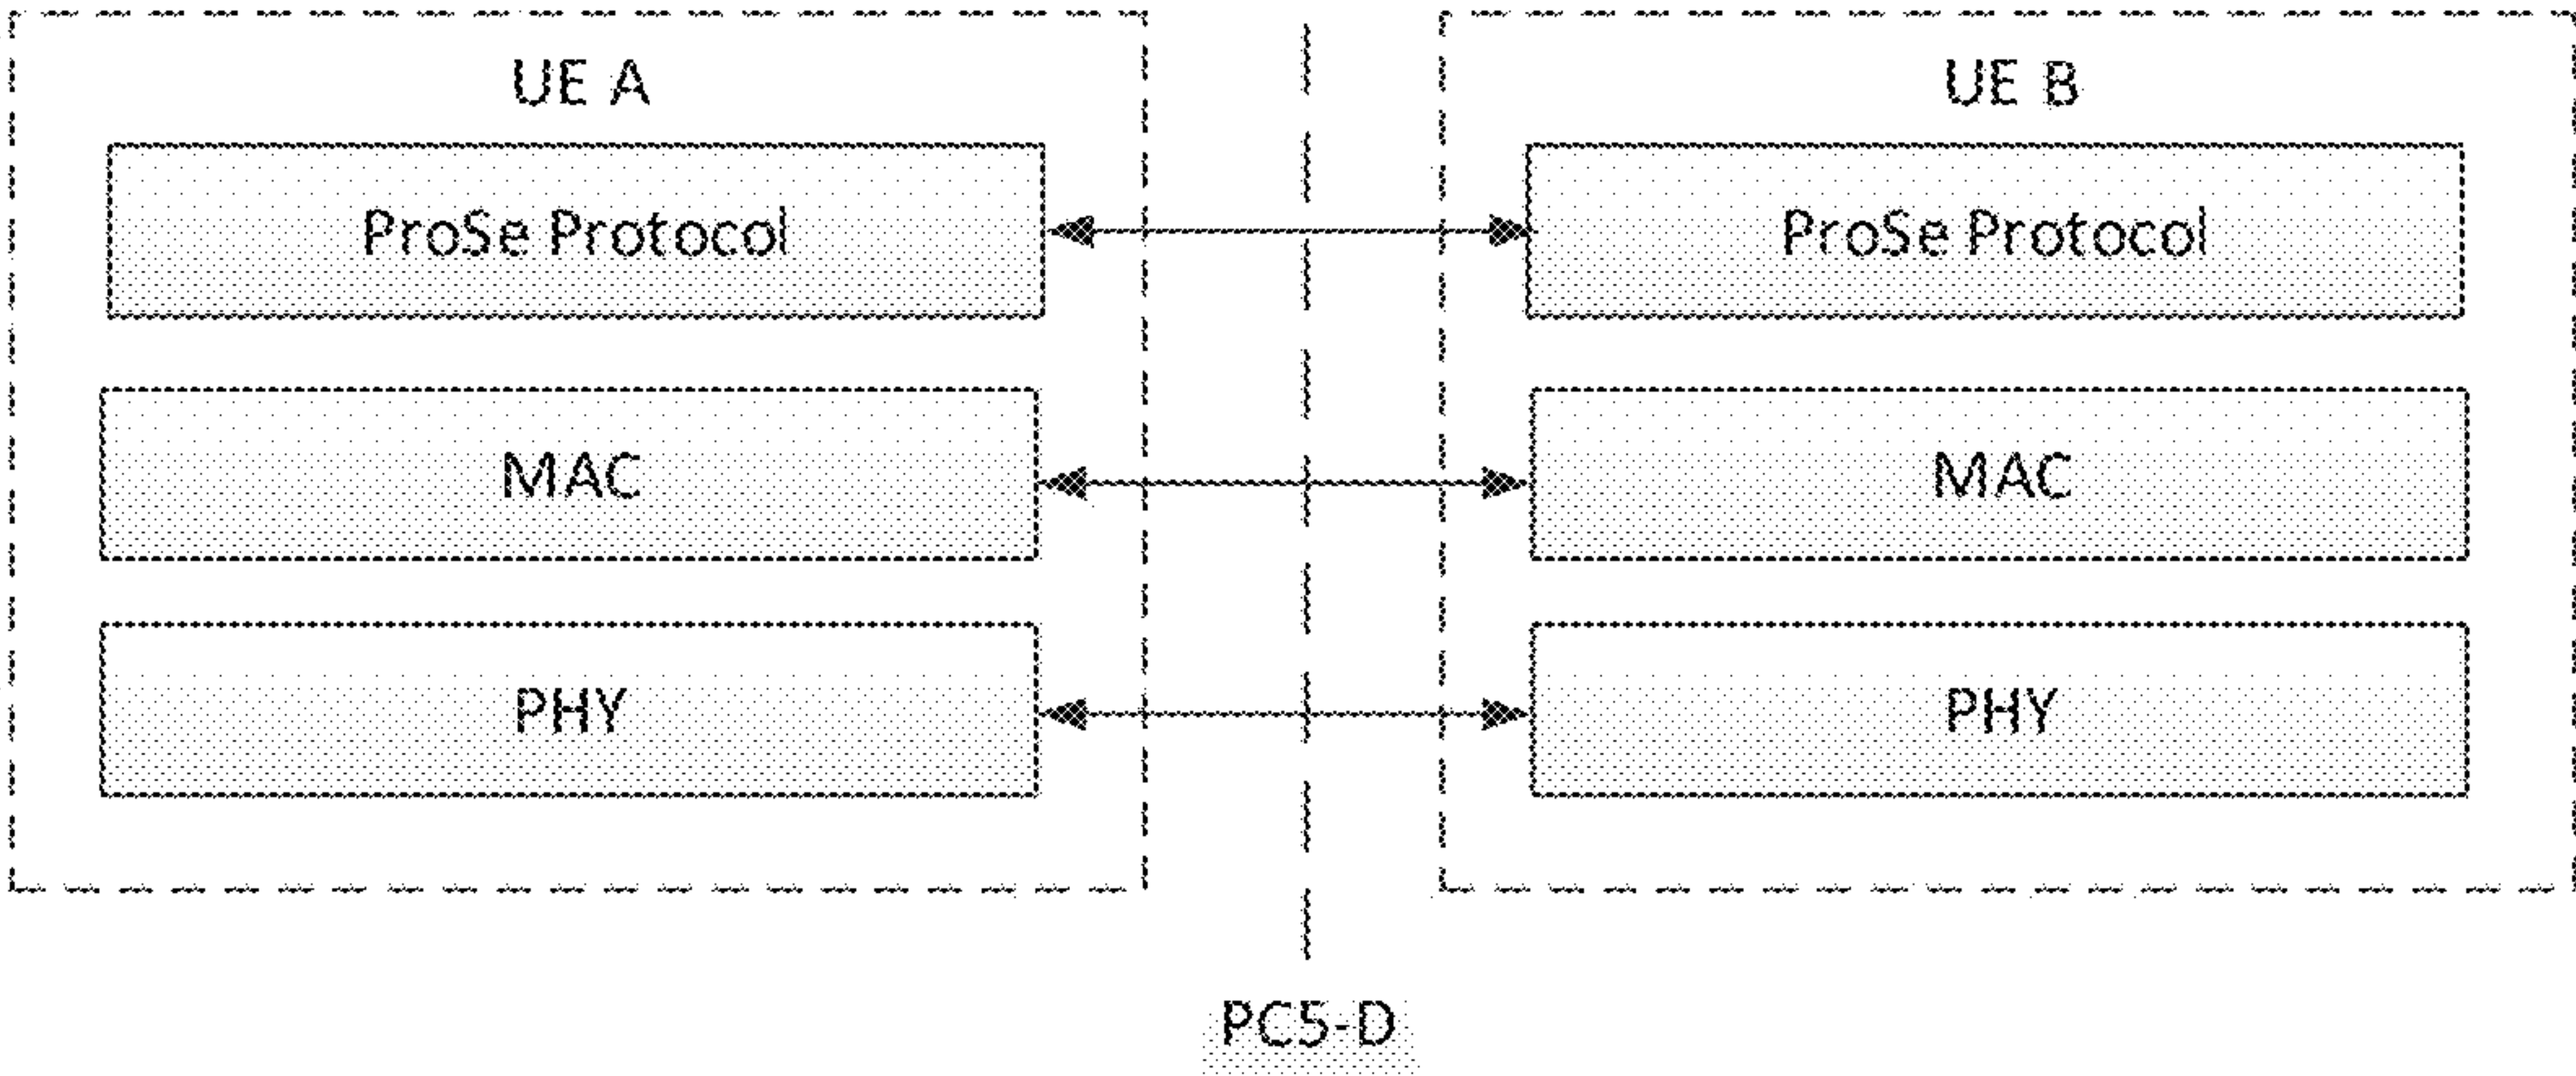 UE A
UE B
ProSe Protocol
ProSe Protocol
MAC
MAC
PHY
PHY
PC5-D